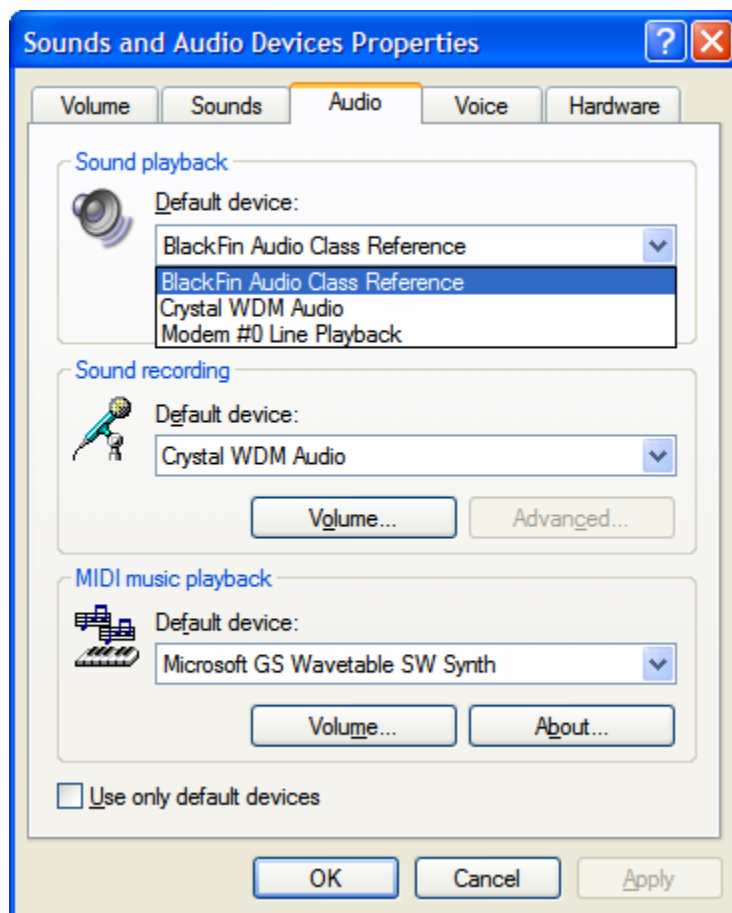 Sounds and Audio Devices Properties
Volume Sounds Audio Voice Hardware
Sound playback
Default device:
BlackFin Audio Class Reference
BlackFin Audio Class Reference
Crystal WDM Audio
Modem #0 Line Playback
Sound recording
Default device:
Crystal WDM Audio
Volume... Advanced...
MIDI music playback
Default device:
Microsoft GS Wavetable SW Synth
Volume... About...
Use only default devices
OK Cancel Apply